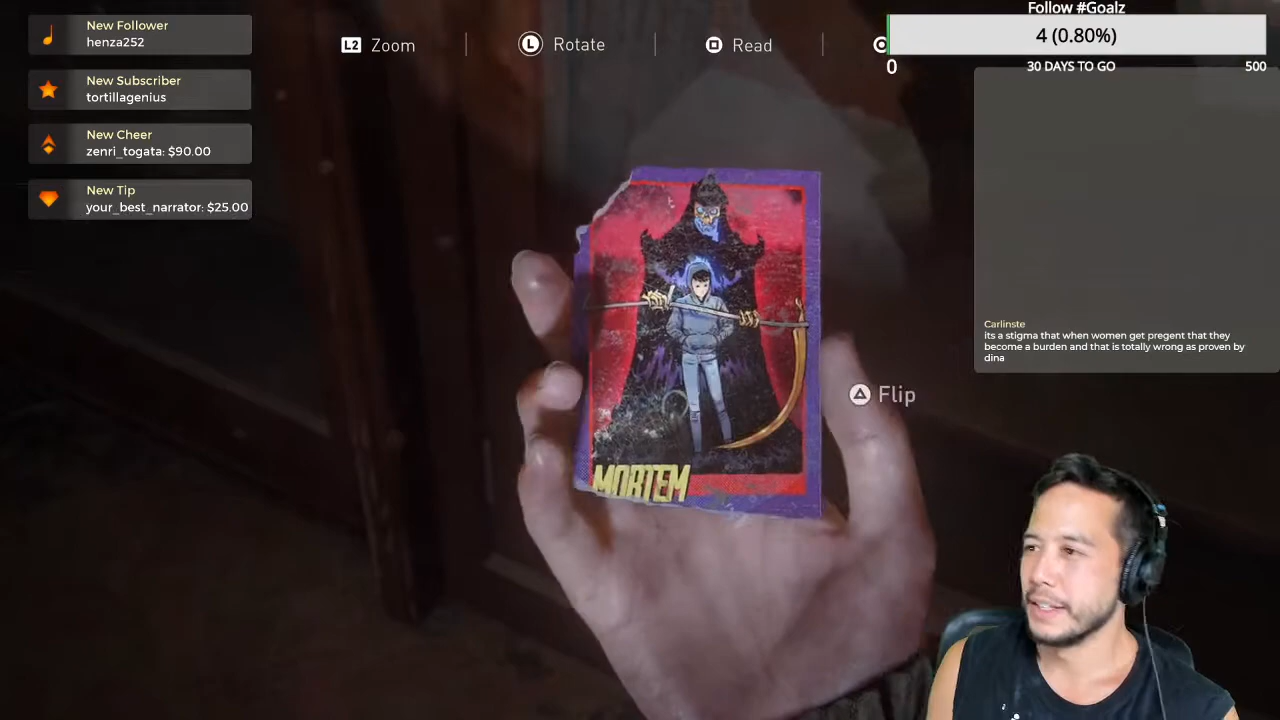 New Follower
henza252
New Subscriber
tortillagenius
New Cheer
zenri_togata: $90.00
New Tip
your_best_narrator: $25.00
L2 Zoom
L Rotate
Read
Follow #Goalz
4 (0.80%)
0
30 DAYS TO GO
500
Flip
MORTEM
Carlinste
its a stigma that when women get pregent that they
become a burden and that is totally wrong as proven by
dina